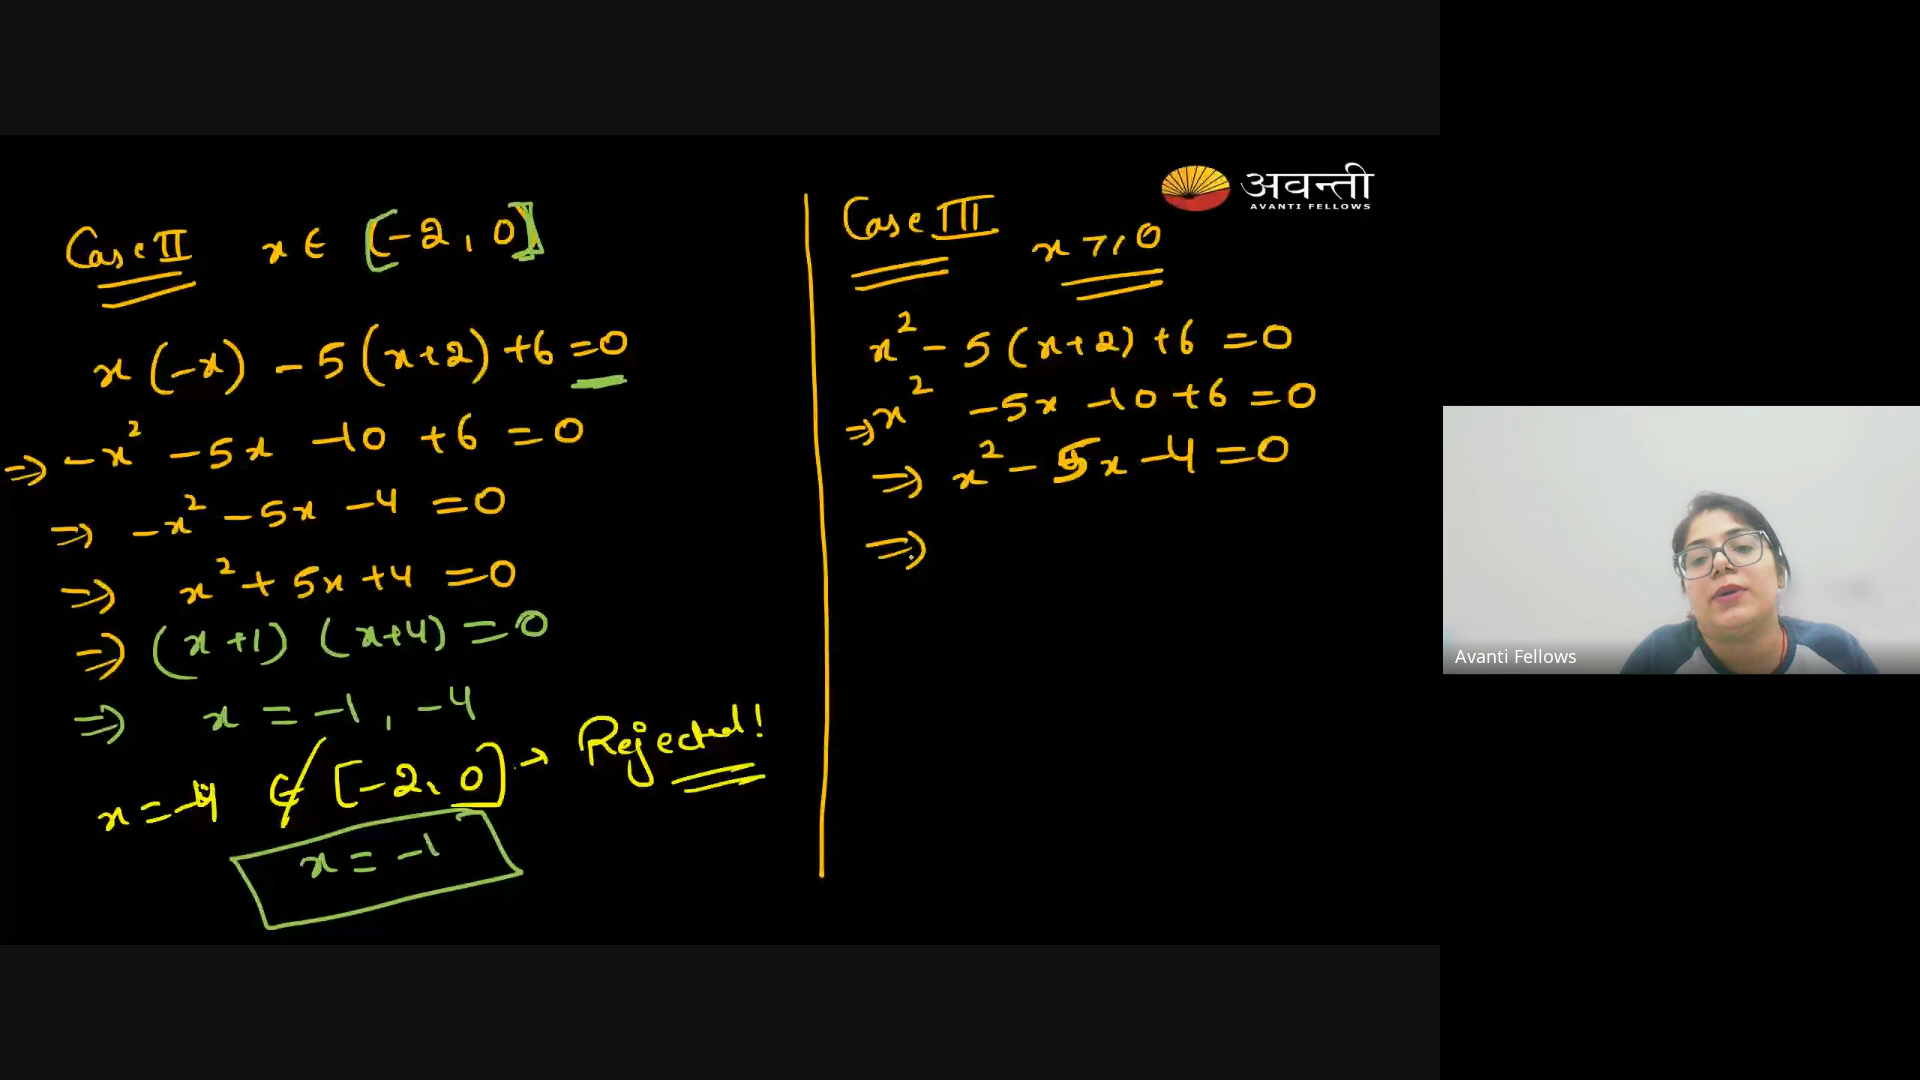 अवन्ती
AVANTI FELLOWS
Case II x ∈ [-2, 0]
x(-x) - 5(x+2) +6 =0
⇒ -x² -5x -10 +6 =0
⇒ -x² -5x -4 =0
⇒ x² + 5x +4 =0
⇒ (x+1) (x+4) =0
⇒ x = -1, -4
x = -4 ∉ [-2, 0] → Rejected!
x = -1
Case III x ≥ 0
x² - 5(x+2) +6 =0
⇒ x² -5x -10 +6 =0
⇒ x² - 5x -4 =0
⇒
Avanti Fellows